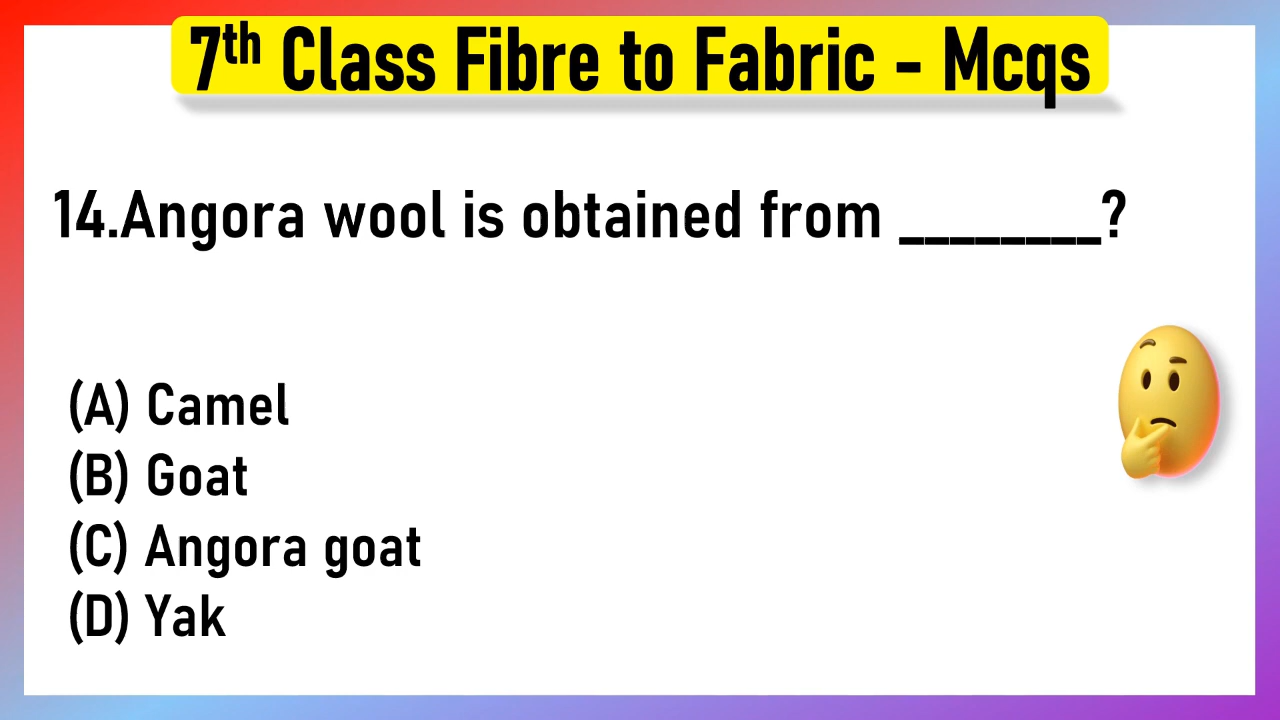 7th Class Fibre to Fabric - Mcqs
14.Angora wool is obtained from ________?
(A) Camel
(B) Goat
(C) Angora goat
(D) Yak